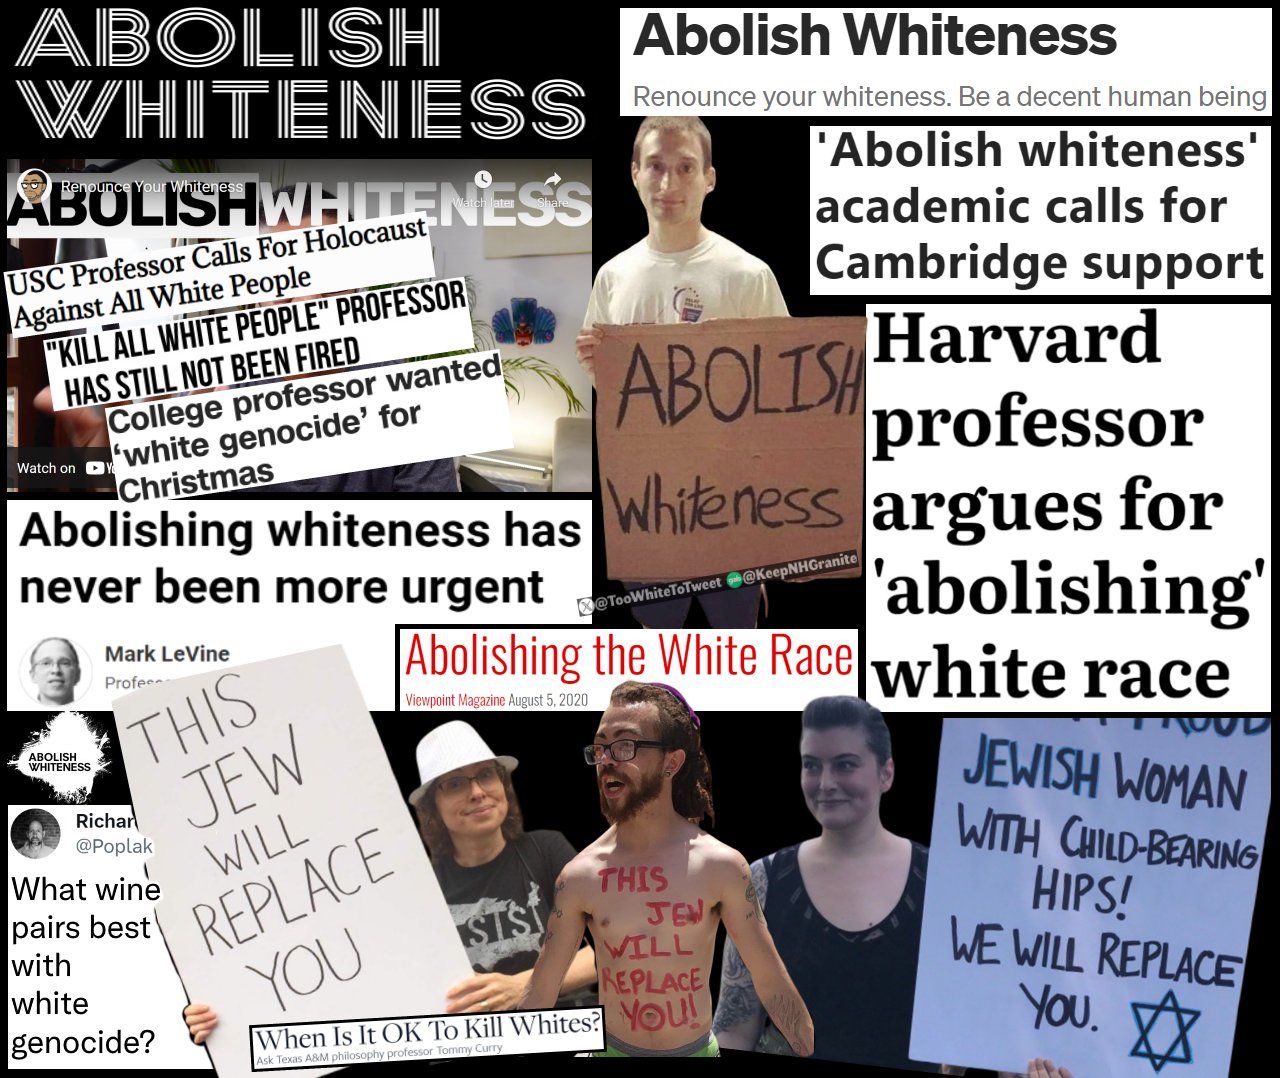 ABOLISH
WHITENESS
Abolish Whiteness
Renounce your whiteness. Be a decent human being
'Abolish whiteness'
academic calls for
Cambridge support
Renounce Your Whiteness
Watch later
Share
ABOLISHWHITENESS
USC Professor Calls For Holocaust
Against All White People
"KILL ALL WHITE PEOPLE" PROFESSOR
HAS STILL NOT BEEN FIRED
College professor wanted
‘white genocide’ for
Christmas
Watch on
ABOLISH
Whiteness
@TooWhiteToTweet gab @KeepNHGranite
Harvard
professor
argues for
'abolishing'
white race
Abolishing whiteness has
never been more urgent
Mark LeVine
Abolishing the White Race
Viewpoint Magazine August 5, 2020
ABOLISH
WHITENESS
@Poplak
What wine
pairs best
with
white
genocide?
THIS
JEW
WILL
REPLACE
YOU
THIS
JEW
WILL
REPLACE
YOU!
PROUD
JEWISH WOMAN
WITH CHILD-BEARING
HIPS!
WE WILL REPLACE
YOU.
When Is It OK To Kill Whites?
Ask Texas A&M philosophy professor Tommy Curry